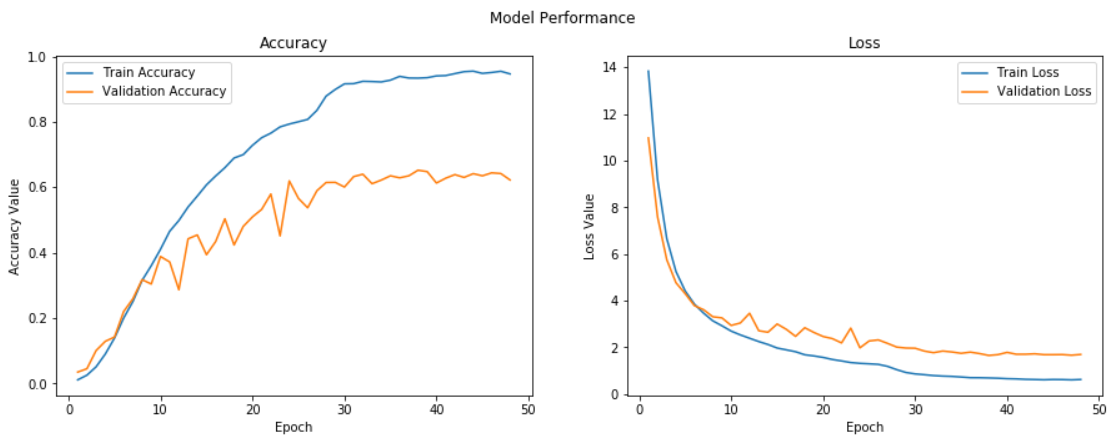 Model Performance
Accuracy
Train Accuracy
Validation Accuracy
1.0
0.8
0.6
0.4
0.2
0.0
Accuracy Value
0 10 20 30 40 50
Epoch
Loss
Train Loss
Validation Loss
14
12
10
8
6
4
2
0
Loss Value
0 10 20 30 40 50
Epoch